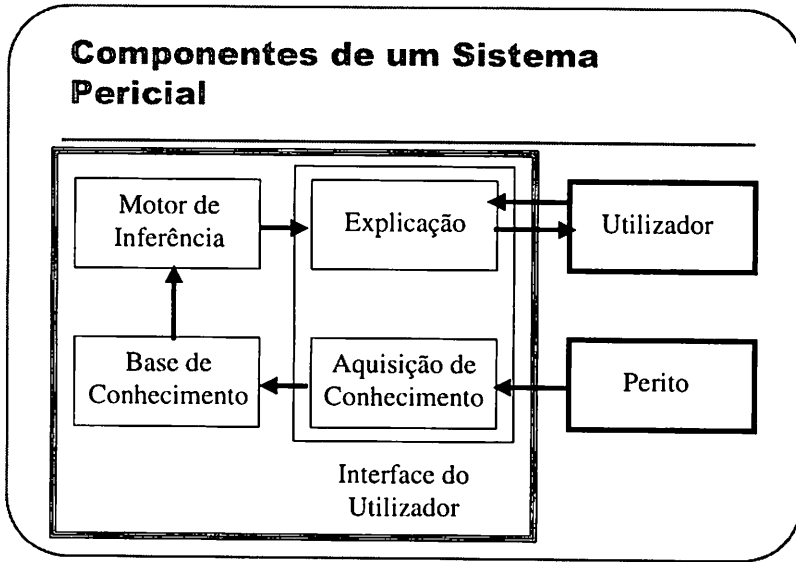 Componentes de um Sistema
Pericial
Motor de
Inferência
Explicação
Utilizador
Base de
Conhecimento
Aquisição de
Conhecimento
Perito
Interface do
Utilizador